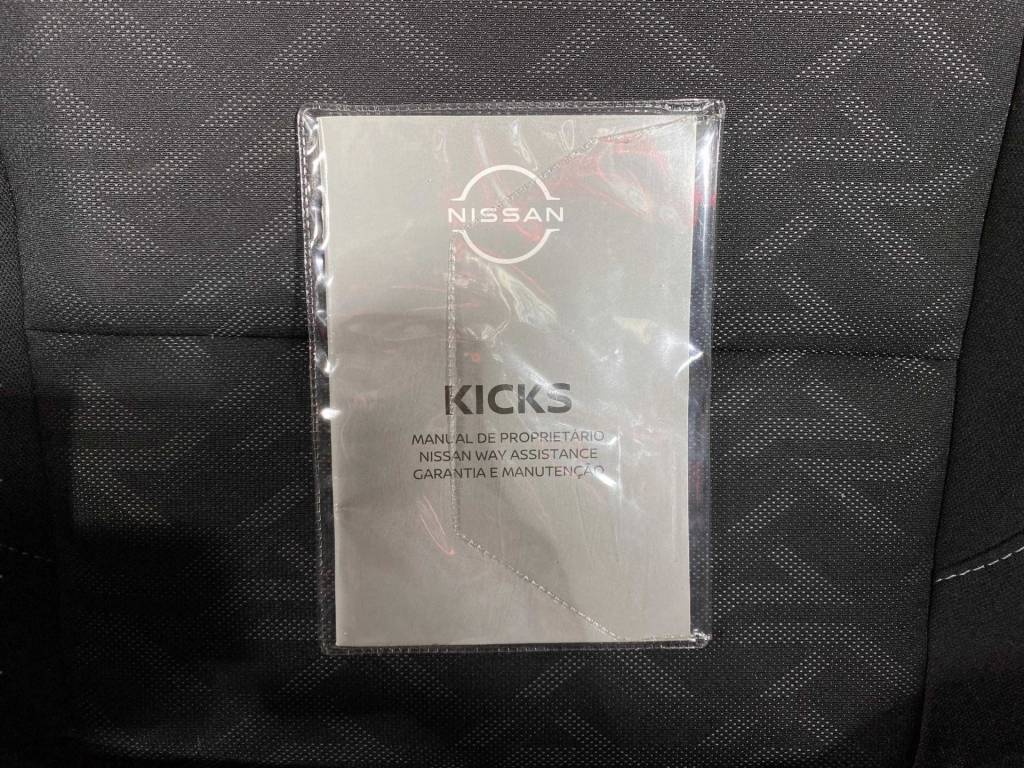 NISSAN
KICKS
MANUAL DE PROPRIETÁRIO
NISSAN WAY ASSISTANCE
GARANTIA E MANUTENÇÃO